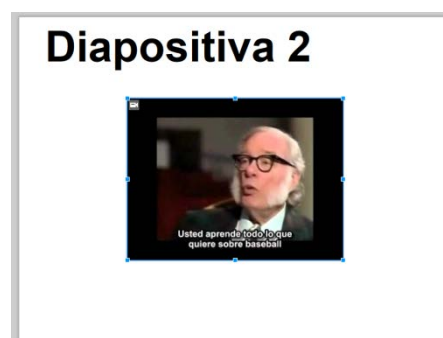 Diapositiva 2
Usted aprende todo lo que
quiere sobre baseball